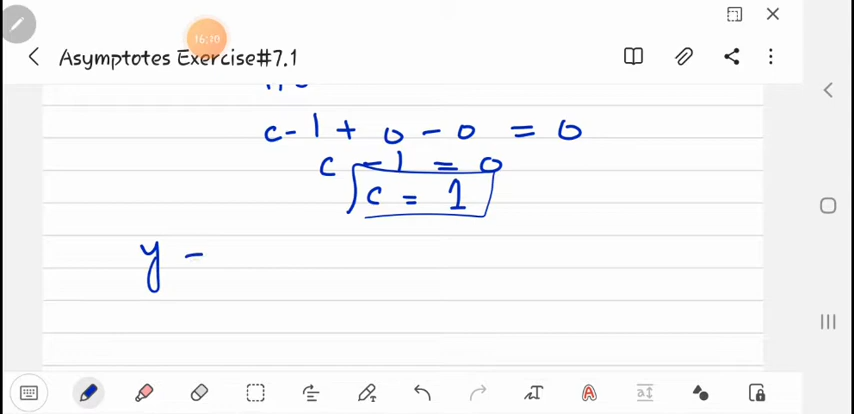 16:10
Asymptotes Exercise#7.1
c-1 + 0 - 0 = 0
c - 1 = 0
c = 1
y -